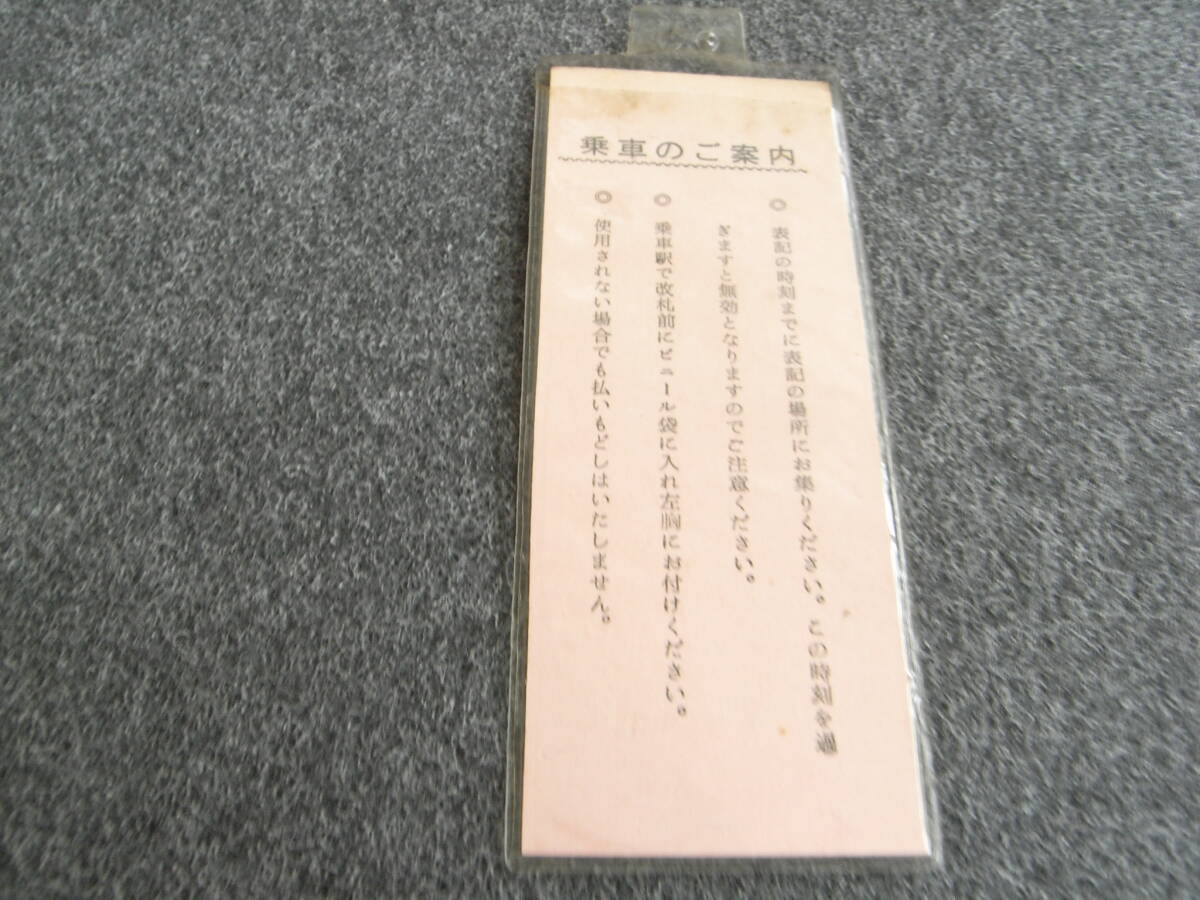 乗車のご案内
◎ 表記の時刻までに表記の場所にお集りください。この時刻を過
ぎますと無効となりますのでご注意ください。
◎ 乗車駅で改札前にビニール袋に入れ左胸にお付けください。
◎ 使用されない場合でも払いもどしはいたしません。